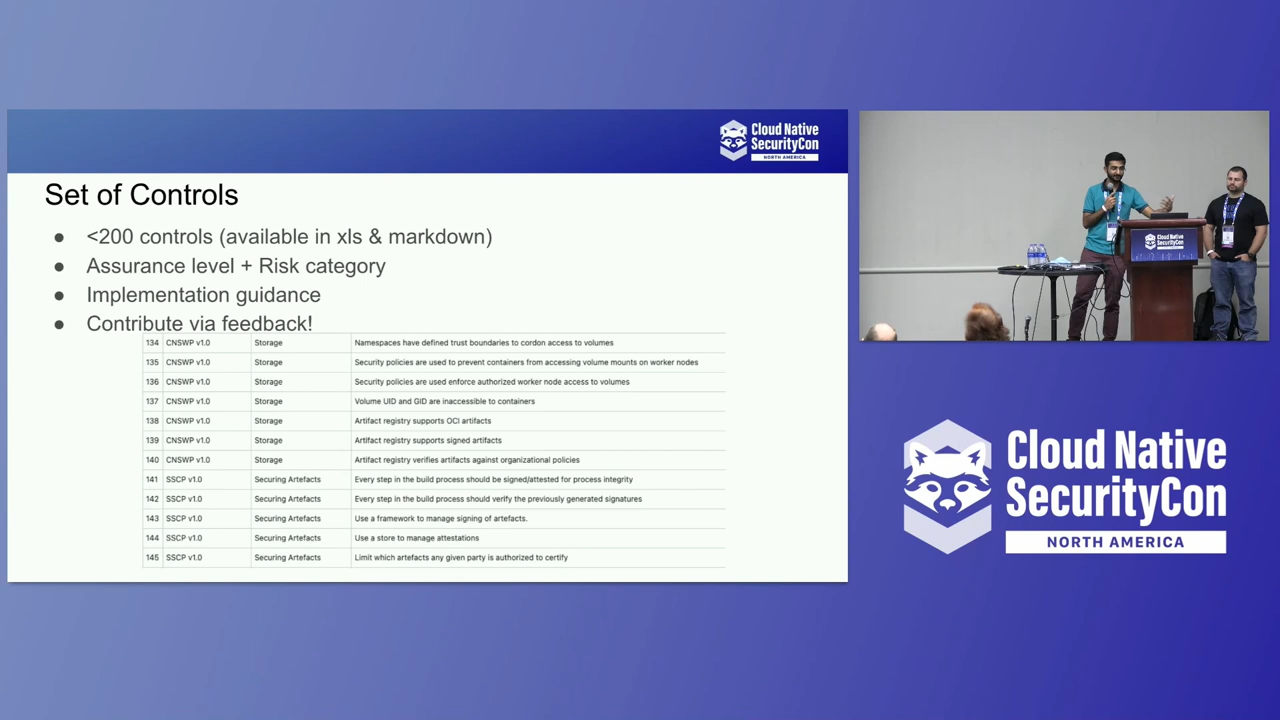 Cloud Native
SecurityCon
NORTH AMERICA
Set of Controls
● <200 controls (available in xls & markdown)
● Assurance level + Risk category
● Implementation guidance
● Contribute via feedback!
134 CNSWP v1.0 Storage Namespaces have defined trust boundaries to cordon access to volumes
135 CNSWP v1.0 Storage Security policies are used to prevent containers from accessing volume mounts on worker nodes
136 CNSWP v1.0 Storage Security policies are used enforce authorized worker node access to volumes
137 CNSWP v1.0 Storage Volume UID and GID are inaccessible to containers
138 CNSWP v1.0 Storage Artifact registry supports OCI artifacts
139 CNSWP v1.0 Storage Artifact registry supports signed artifacts
140 CNSWP v1.0 Storage Artifact registry verifies artifacts against organizational policies
141 SSCP v1.0 Securing Artefacts Every step in the build process should be signed/attested for process integrity
142 SSCP v1.0 Securing Artefacts Every step in the build process should verify the previously generated signatures
143 SSCP v1.0 Securing Artefacts Use a framework to manage signing of artefacts.
144 SSCP v1.0 Securing Artefacts Use a store to manage attestations
145 SSCP v1.0 Securing Artefacts Limit which artefacts any given party is authorized to certify
Cloud Native
SecurityCon
Cloud Native
SecurityCon
NORTH AMERICA